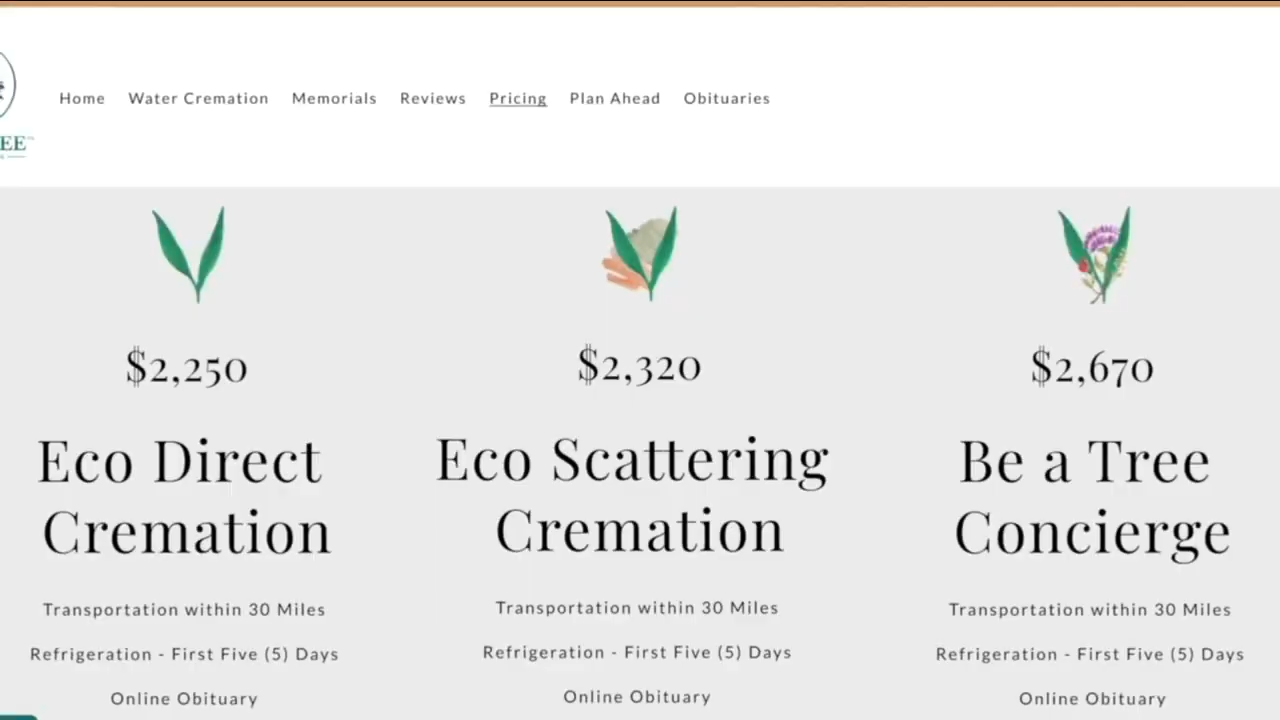 Home Water Cremation Memorials Reviews Pricing Plan Ahead Obituaries
EE
$2,250
Eco Direct
Cremation
Transportation within 30 Miles
Refrigeration - First Five (5) Days
Online Obituary
$2,320
Eco Scattering
Cremation
Transportation within 30 Miles
Refrigeration - First Five (5) Days
Online Obituary
$2,670
Be a Tree
Concierge
Transportation within 30 Miles
Refrigeration - First Five (5) Days
Online Obituary